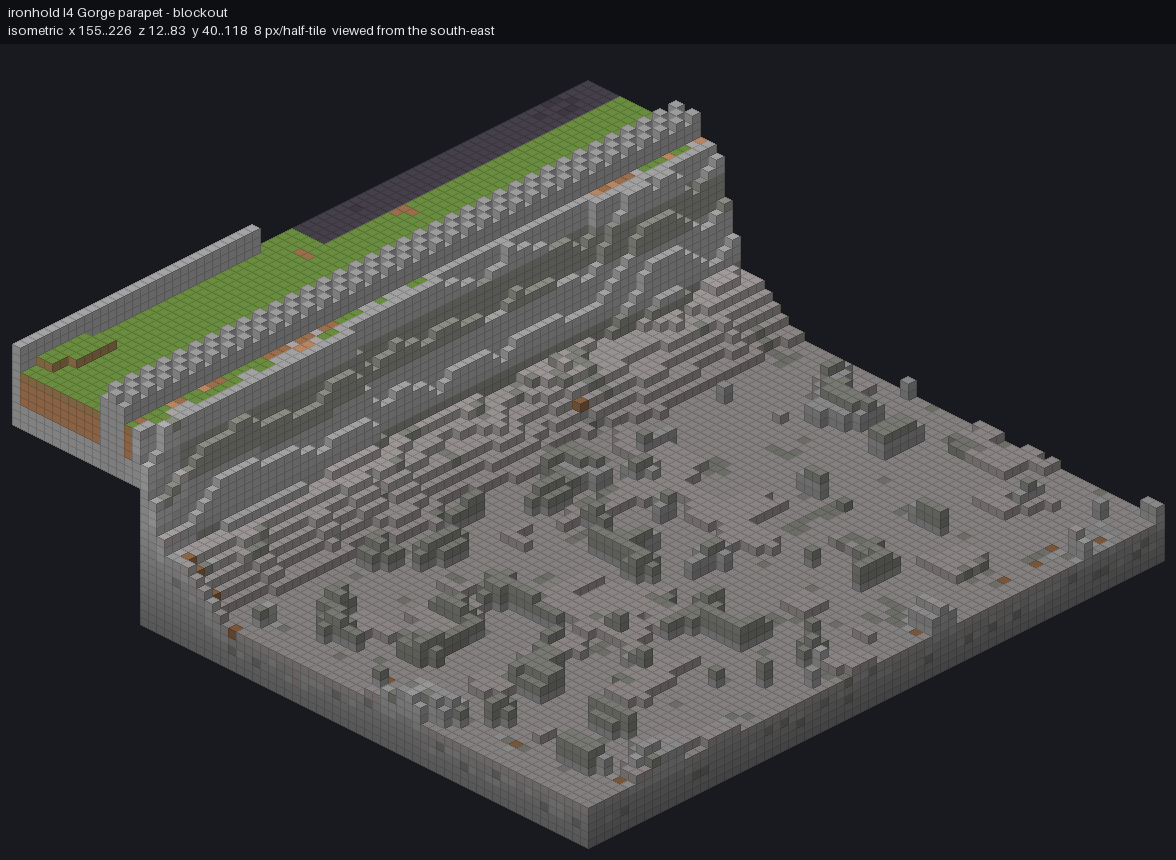 ironhold I4 Gorge parapet - blockout
isometric  x 155..226  z 12..83  y 40..118  8 px/half-tile  viewed from the south-east